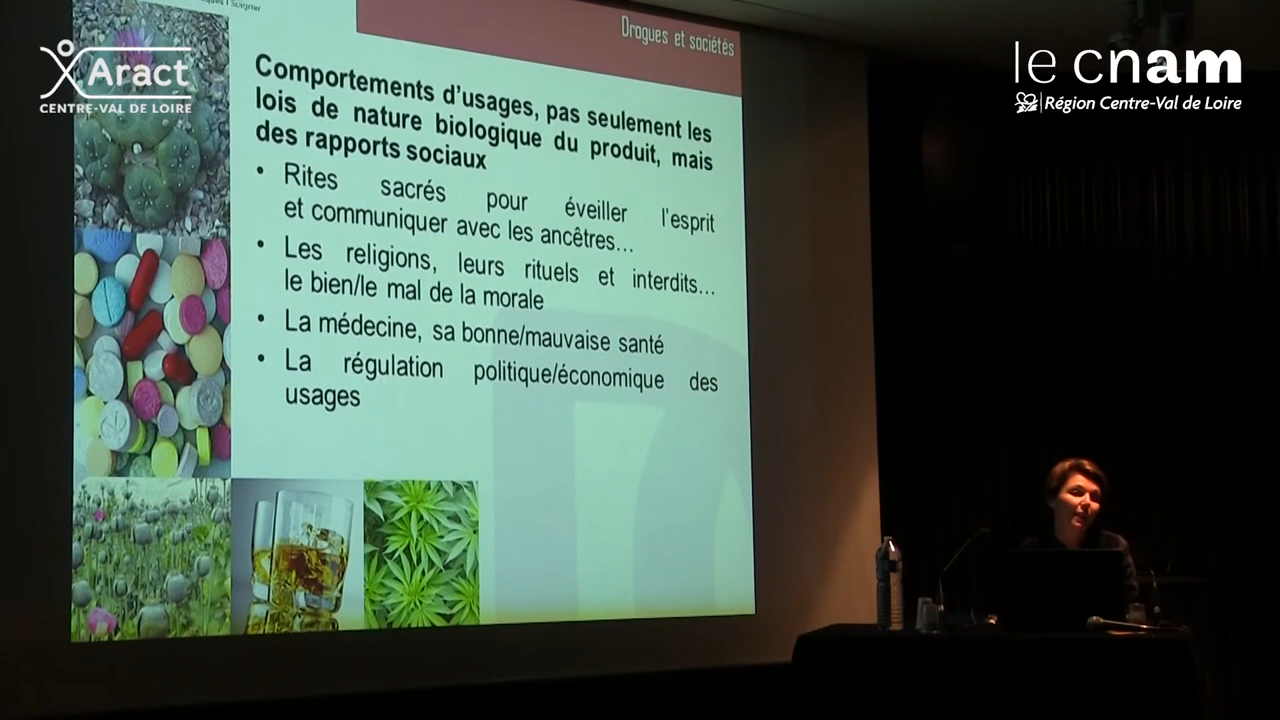 Soigner
Drogues et sociétés
Aract
CENTRE-VAL DE LOIRE
le cnam
Région Centre-Val de Loire
Comportements d'usages, pas seulement les
lois de nature biologique du produit, mais
des rapports sociaux
• Rites sacrés pour éveiller l'esprit
et communiquer avec les ancêtres…
• Les religions, leurs rituels et interdits…
le bien/le mal de la morale
• La médecine, sa bonne/mauvaise santé
• La régulation politique/économique des
usages